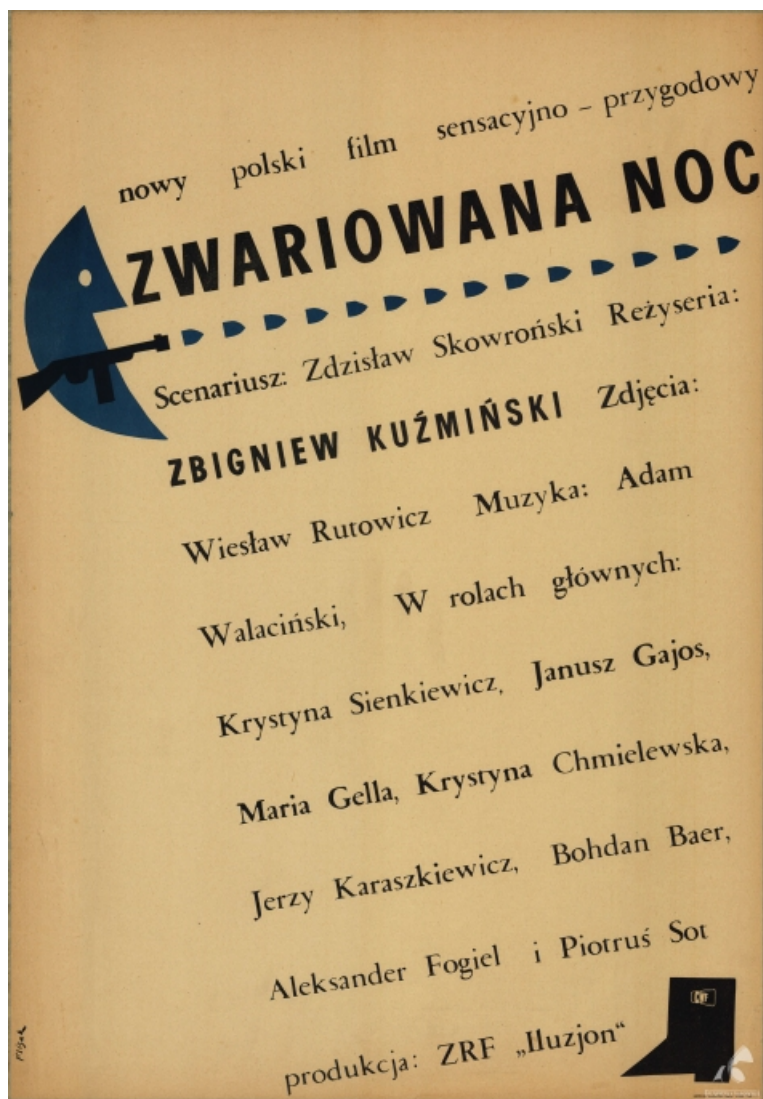 nowy polski film sensacyjno - przygodowy
ZWARIOWANA NOC
Scenariusz: Zdzisław Skowroński Reżyseria:
ZBIGNIEW KUŹMIŃSKI Zdjęcia:
Wiesław Rutowicz Muzyka: Adam
Walaciński, W rolach głównych:
Krystyna Sienkiewicz, Janusz Gajos,
Maria Gella, Krystyna Chmielewska,
Jerzy Karaszkiewicz, Bohdan Baer,
Aleksander Fogiel i Piotruś Sot
CWF
produkcja: ZRF „Iluzjon“